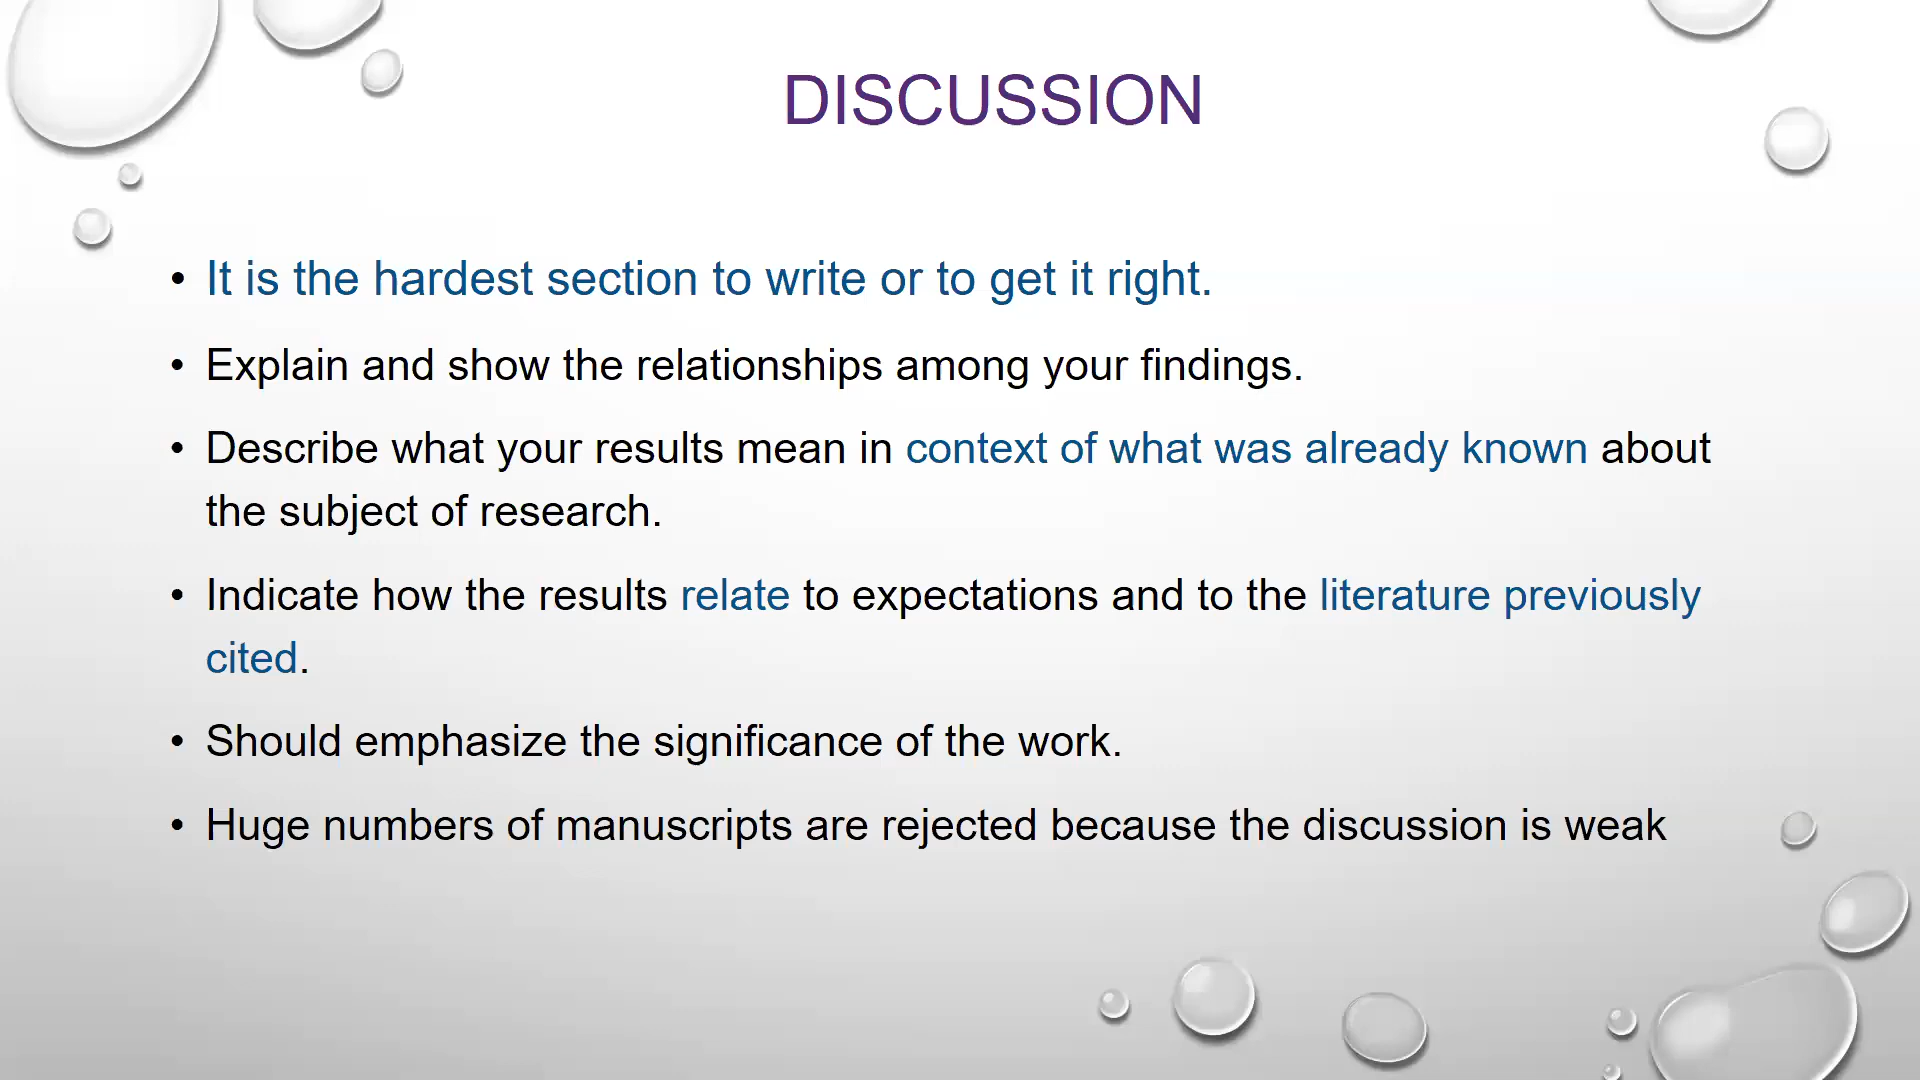 DISCUSSION
• It is the hardest section to write or to get it right.
• Explain and show the relationships among your findings.
• Describe what your results mean in context of what was already known about
the subject of research.
• Indicate how the results relate to expectations and to the literature previously
cited.
• Should emphasize the significance of the work.
• Huge numbers of manuscripts are rejected because the discussion is weak